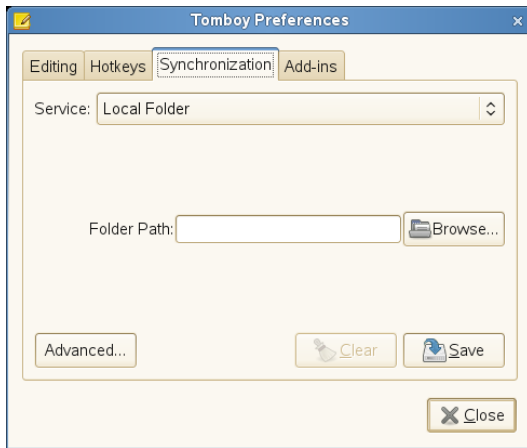 Tomboy Preferences
Editing Hotkeys Synchronization Add-ins
Service: Local Folder
Folder Path: Browse...
Advanced... Clear Save
Close